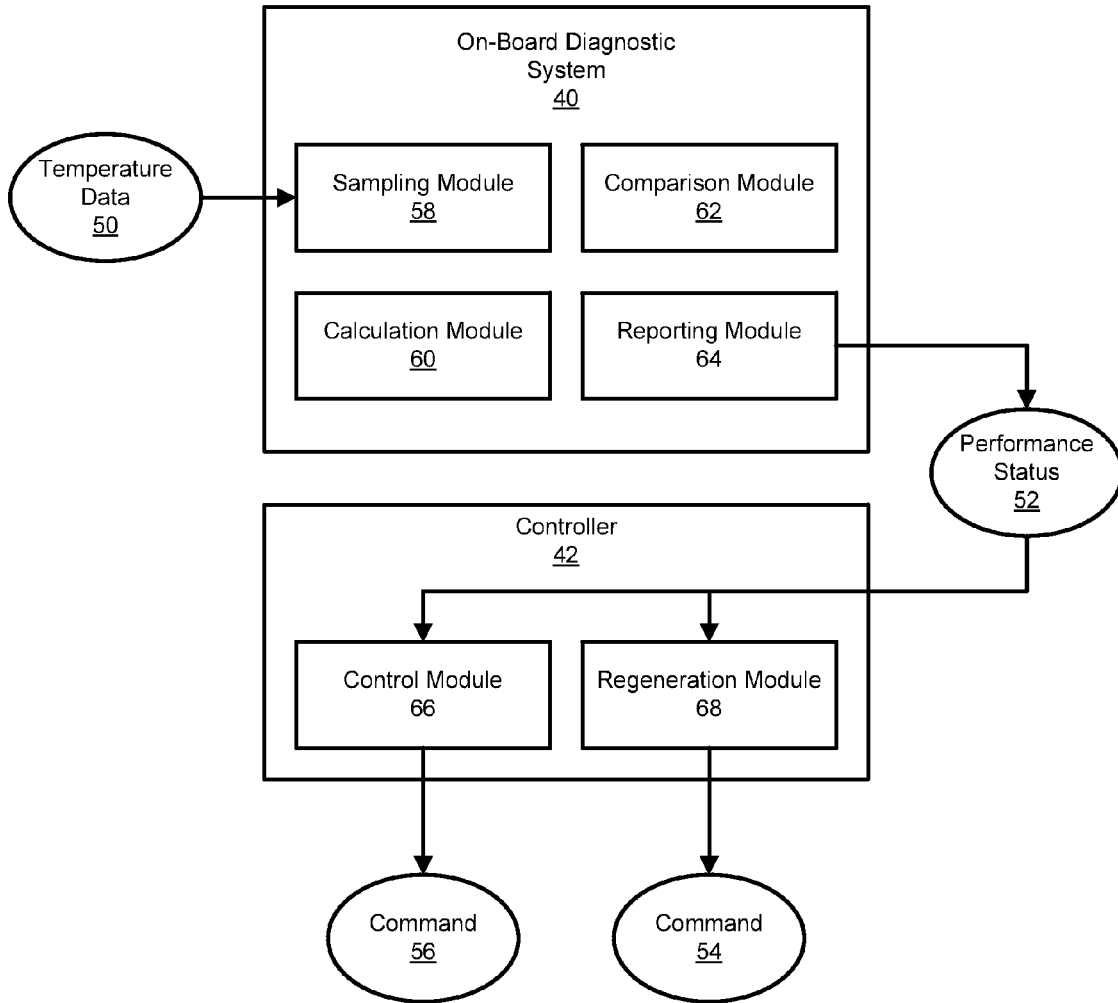 On-Board Diagnostic
System
40
Temperature
Data
50
Sampling Module
58
Comparison Module
62
Calculation Module
60
Reporting Module
64
Performance
Status
52
Controller
42
Control Module
66
Regeneration Module
68
Command
56
Command
54